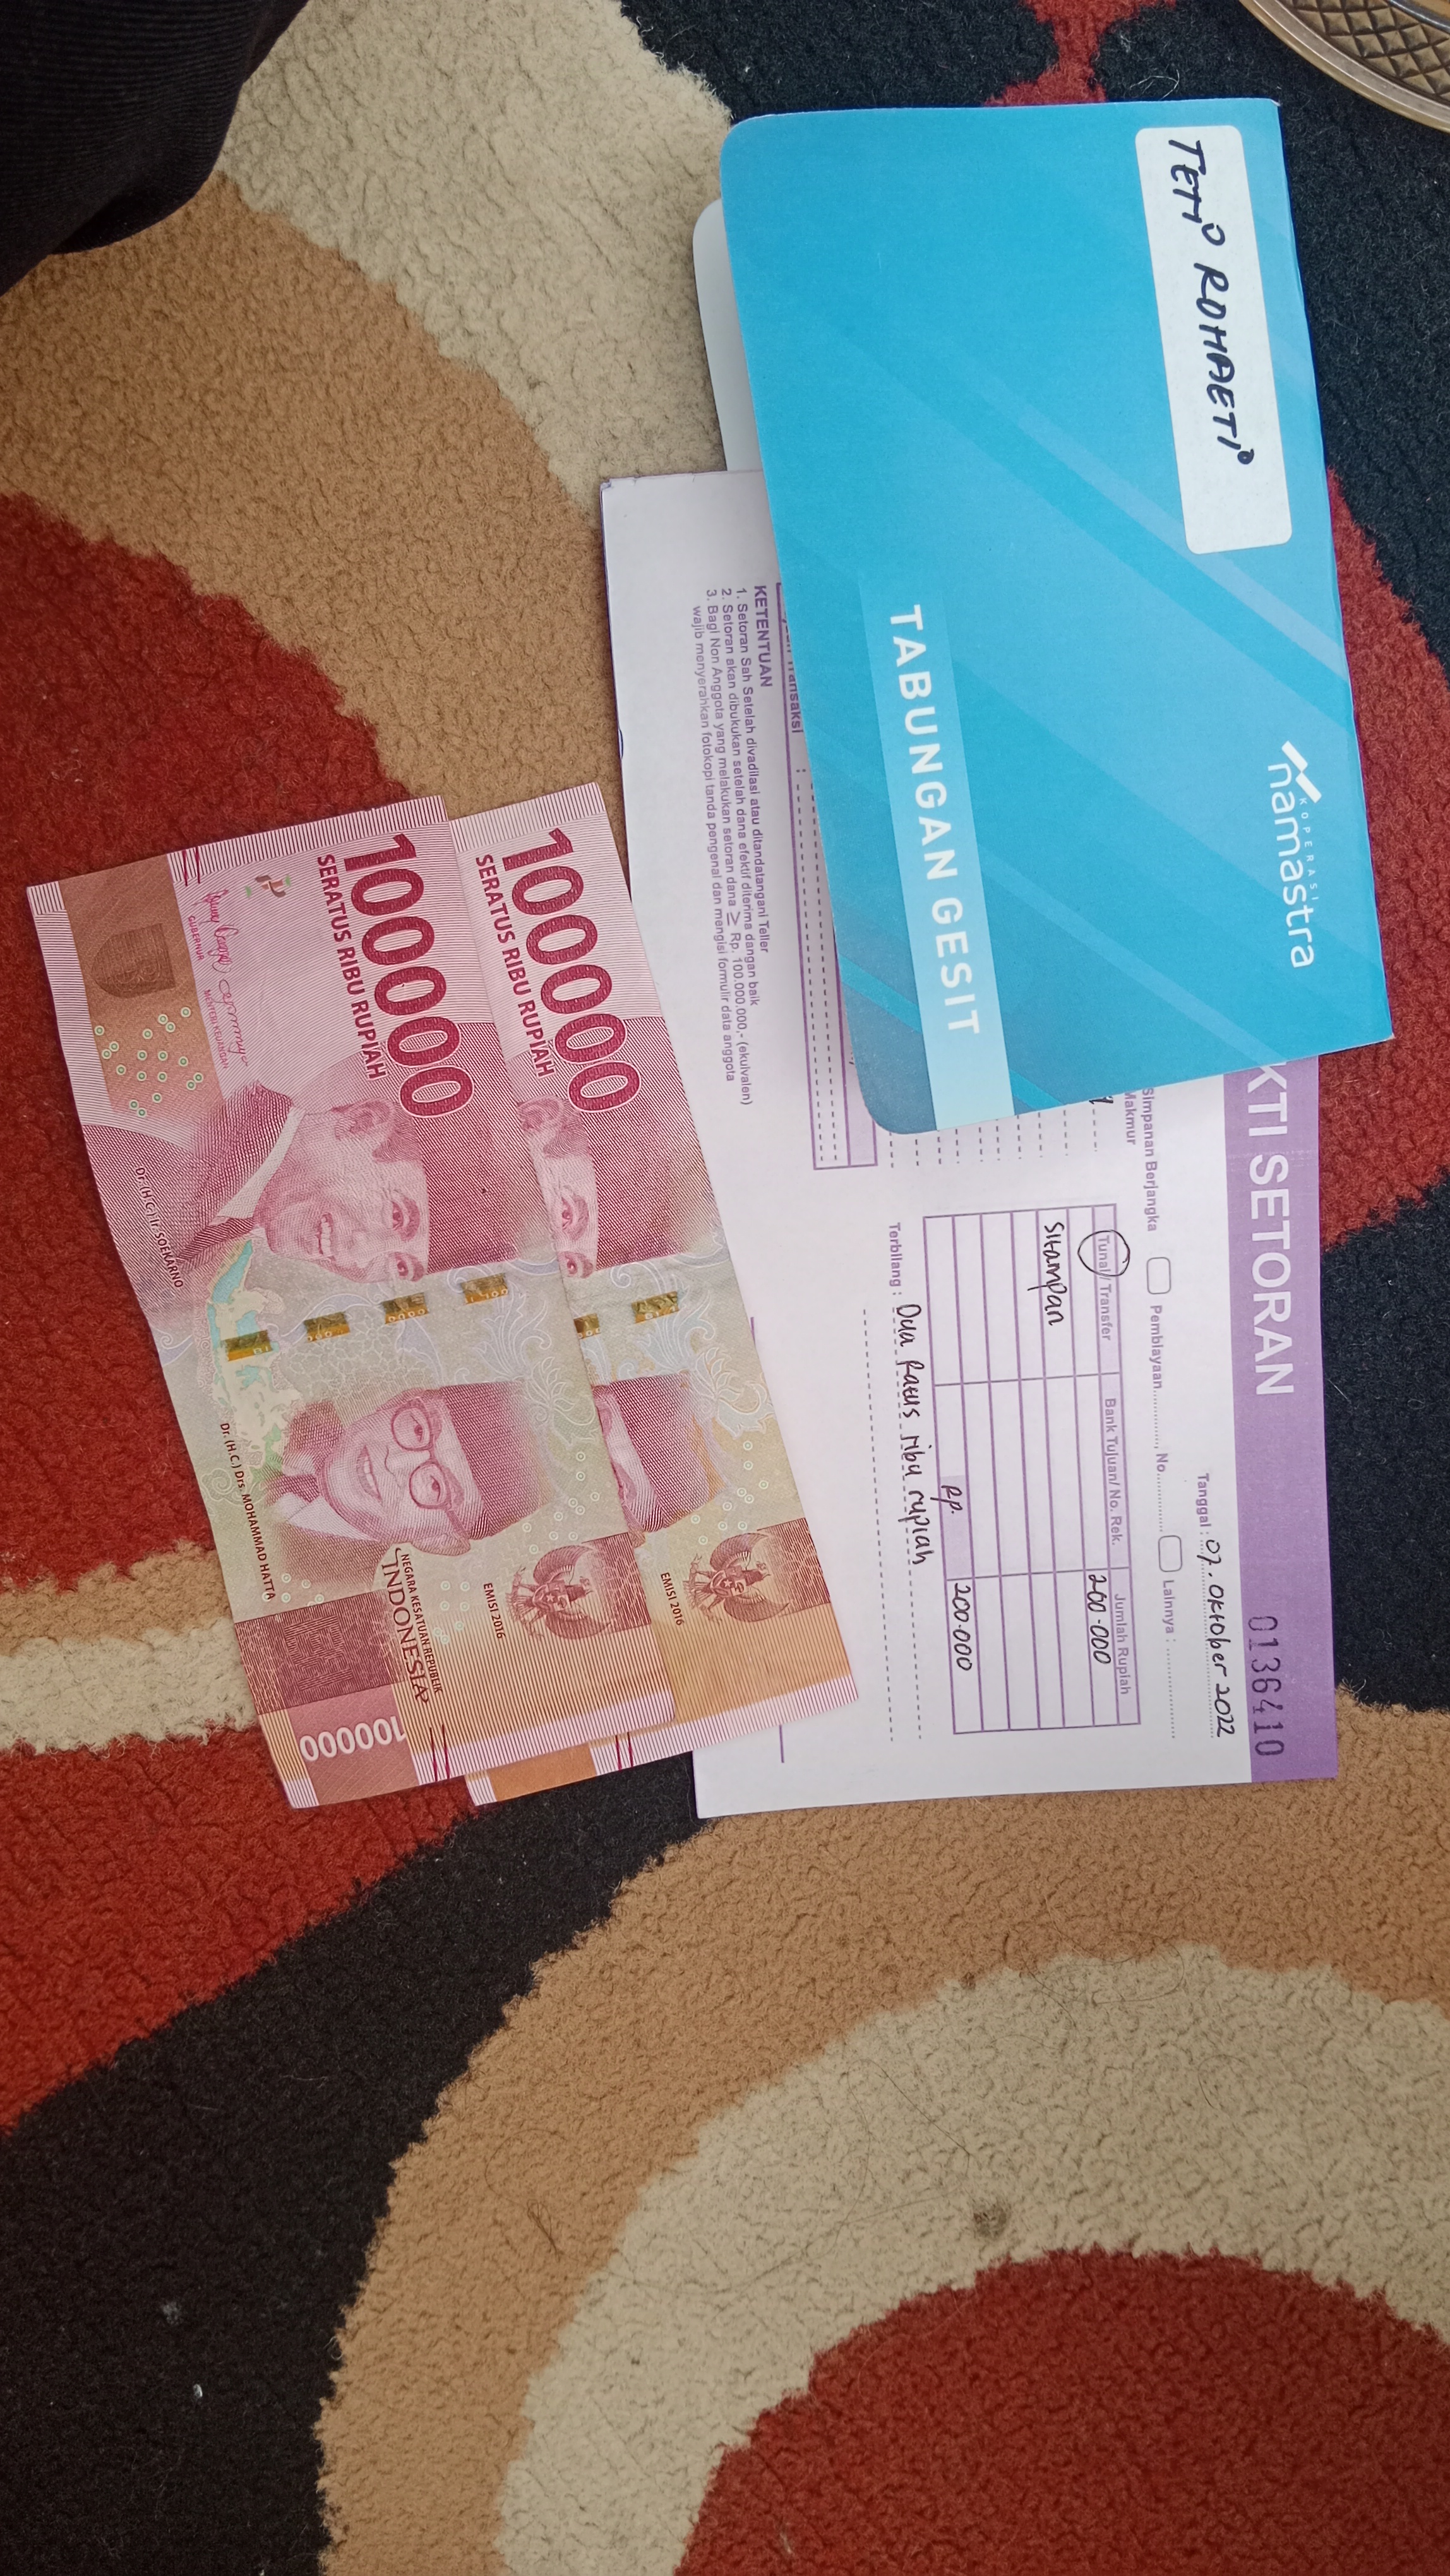 KOPERASI
namastra
TETI ROHAETI
TABUNGAN GESIT
KTI SETORAN
0136410
Tanggal : 07. Oktober 2022
Simpanan Berjangka
Makmur
Pembiayaan.............., No..............
Lainnya : ....................
Tunai / Transfer
Bank Tujuan/ No. Rek.
Jumlah Rupiah
200.000
Sitampan
Rp. 200.000
Terbilang : Dua Ratus ribu rupiah
Transaksi :
KETENTUAN
1. Setoran Sah Setelah divadilasi atau ditandatangani Teller
2. Setoran akan dibukukan setelah dana efektif diterima dangan baik
3. Bagi Non Anggota yang melakukan setoran dana ≥ Rp. 100.000.000,- (ekulvalen)
wajib menyerahkan fotokopi tanda pengenal dan mengisi formulir data anggota
100000
SERATUS RIBU RUPIAH
EMISI 2016
100000
SERATUS RIBU RUPIAH
EMISI 2016
NEGARA KESATUAN REPUBLIK
INDONESIA
100000
GUBERNUR
MENTERI KEUANGAN
Dr. (H.C.) Ir. SOEKARNO
Dr. (H.C.) Drs. MOHAMMAD HATTA